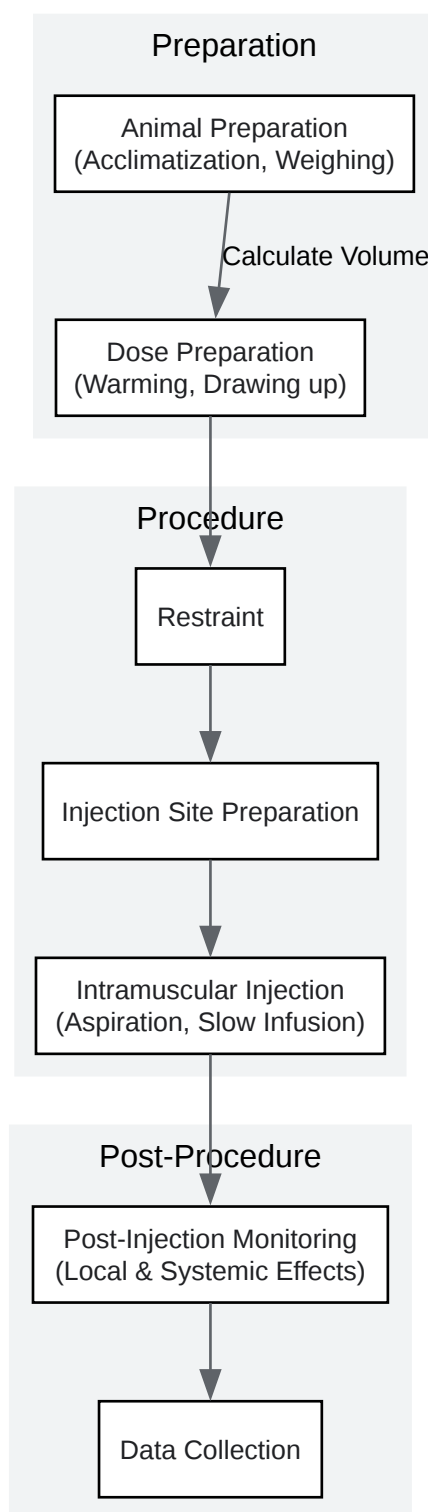 Preparation
Animal Preparation
(Acclimatization, Weighing)
Calculate Volume
Dose Preparation
(Warming, Drawing up)
Procedure
Restraint
Injection Site Preparation
Intramuscular Injection
(Aspiration, Slow Infusion)
Post-Procedure
Post-Injection Monitoring
(Local & Systemic Effects)
Data Collection